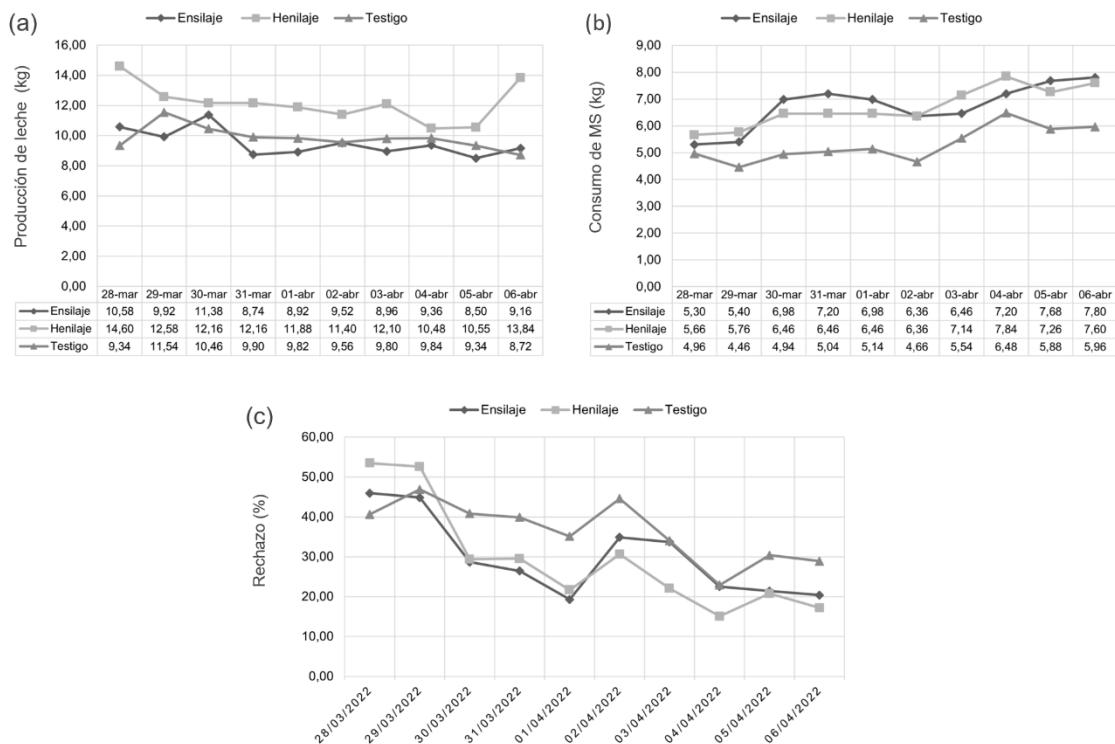 (a)
Ensilaje Henilaje Testigo
Producción de leche (kg)
16,00
14,00
12,00
10,00
8,00
6,00
4,00
2,00
0,00
28-mar 29-mar 30-mar 31-mar 01-abr 02-abr 03-abr 04-abr 05-abr 06-abr
Ensilaje 10,58 9,92 11,38 8,74 8,92 9,52 8,96 9,36 8,50 9,16
Henilaje 14,60 12,58 12,16 12,16 11,88 11,40 12,10 10,48 10,55 13,84
Testigo 9,34 11,54 10,46 9,90 9,82 9,56 9,80 9,84 9,34 8,72
(b)
Ensilaje Henilaje Testigo
Consumo de MS (kg)
9,00
8,00
7,00
6,00
5,00
4,00
3,00
2,00
1,00
0,00
28-mar 29-mar 30-mar 31-mar 01-abr 02-abr 03-abr 04-abr 05-abr 06-abr
Ensilaje 5,30 5,40 6,98 7,20 6,98 6,36 6,46 7,20 7,68 7,80
Henilaje 5,66 5,76 6,46 6,46 6,46 6,36 7,14 7,84 7,26 7,60
Testigo 4,96 4,46 4,94 5,04 5,14 4,66 5,54 6,48 5,88 5,96
(c)
Ensilaje Henilaje Testigo
Rechazo (%)
60,00
50,00
40,00
30,00
20,00
10,00
0,00
28/03/2022 29/03/2022 30/03/2022 31/03/2022 01/04/2022 02/04/2022 03/04/2022 04/04/2022 05/04/2022 06/04/2022